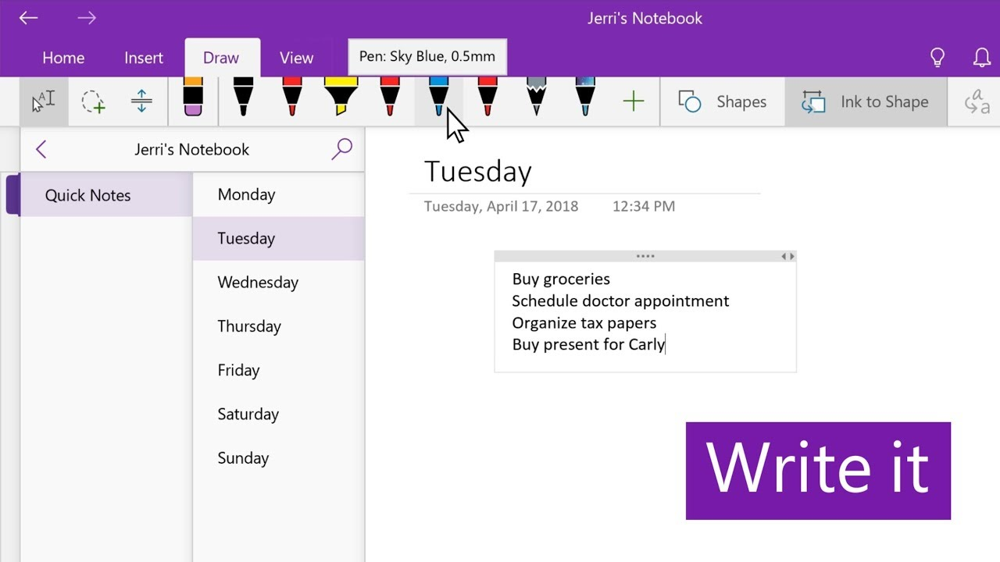 Jerri's Notebook
Home Insert Draw View Pen: Sky Blue, 0.5mm
Shapes Ink to Shape
Jerri's Notebook
Quick Notes
Monday
Tuesday
Wednesday
Thursday
Friday
Saturday
Sunday
Tuesday
Tuesday, April 17, 2018 12:34 PM
Buy groceries
Schedule doctor appointment
Organize tax papers
Buy present for Carly
Write it